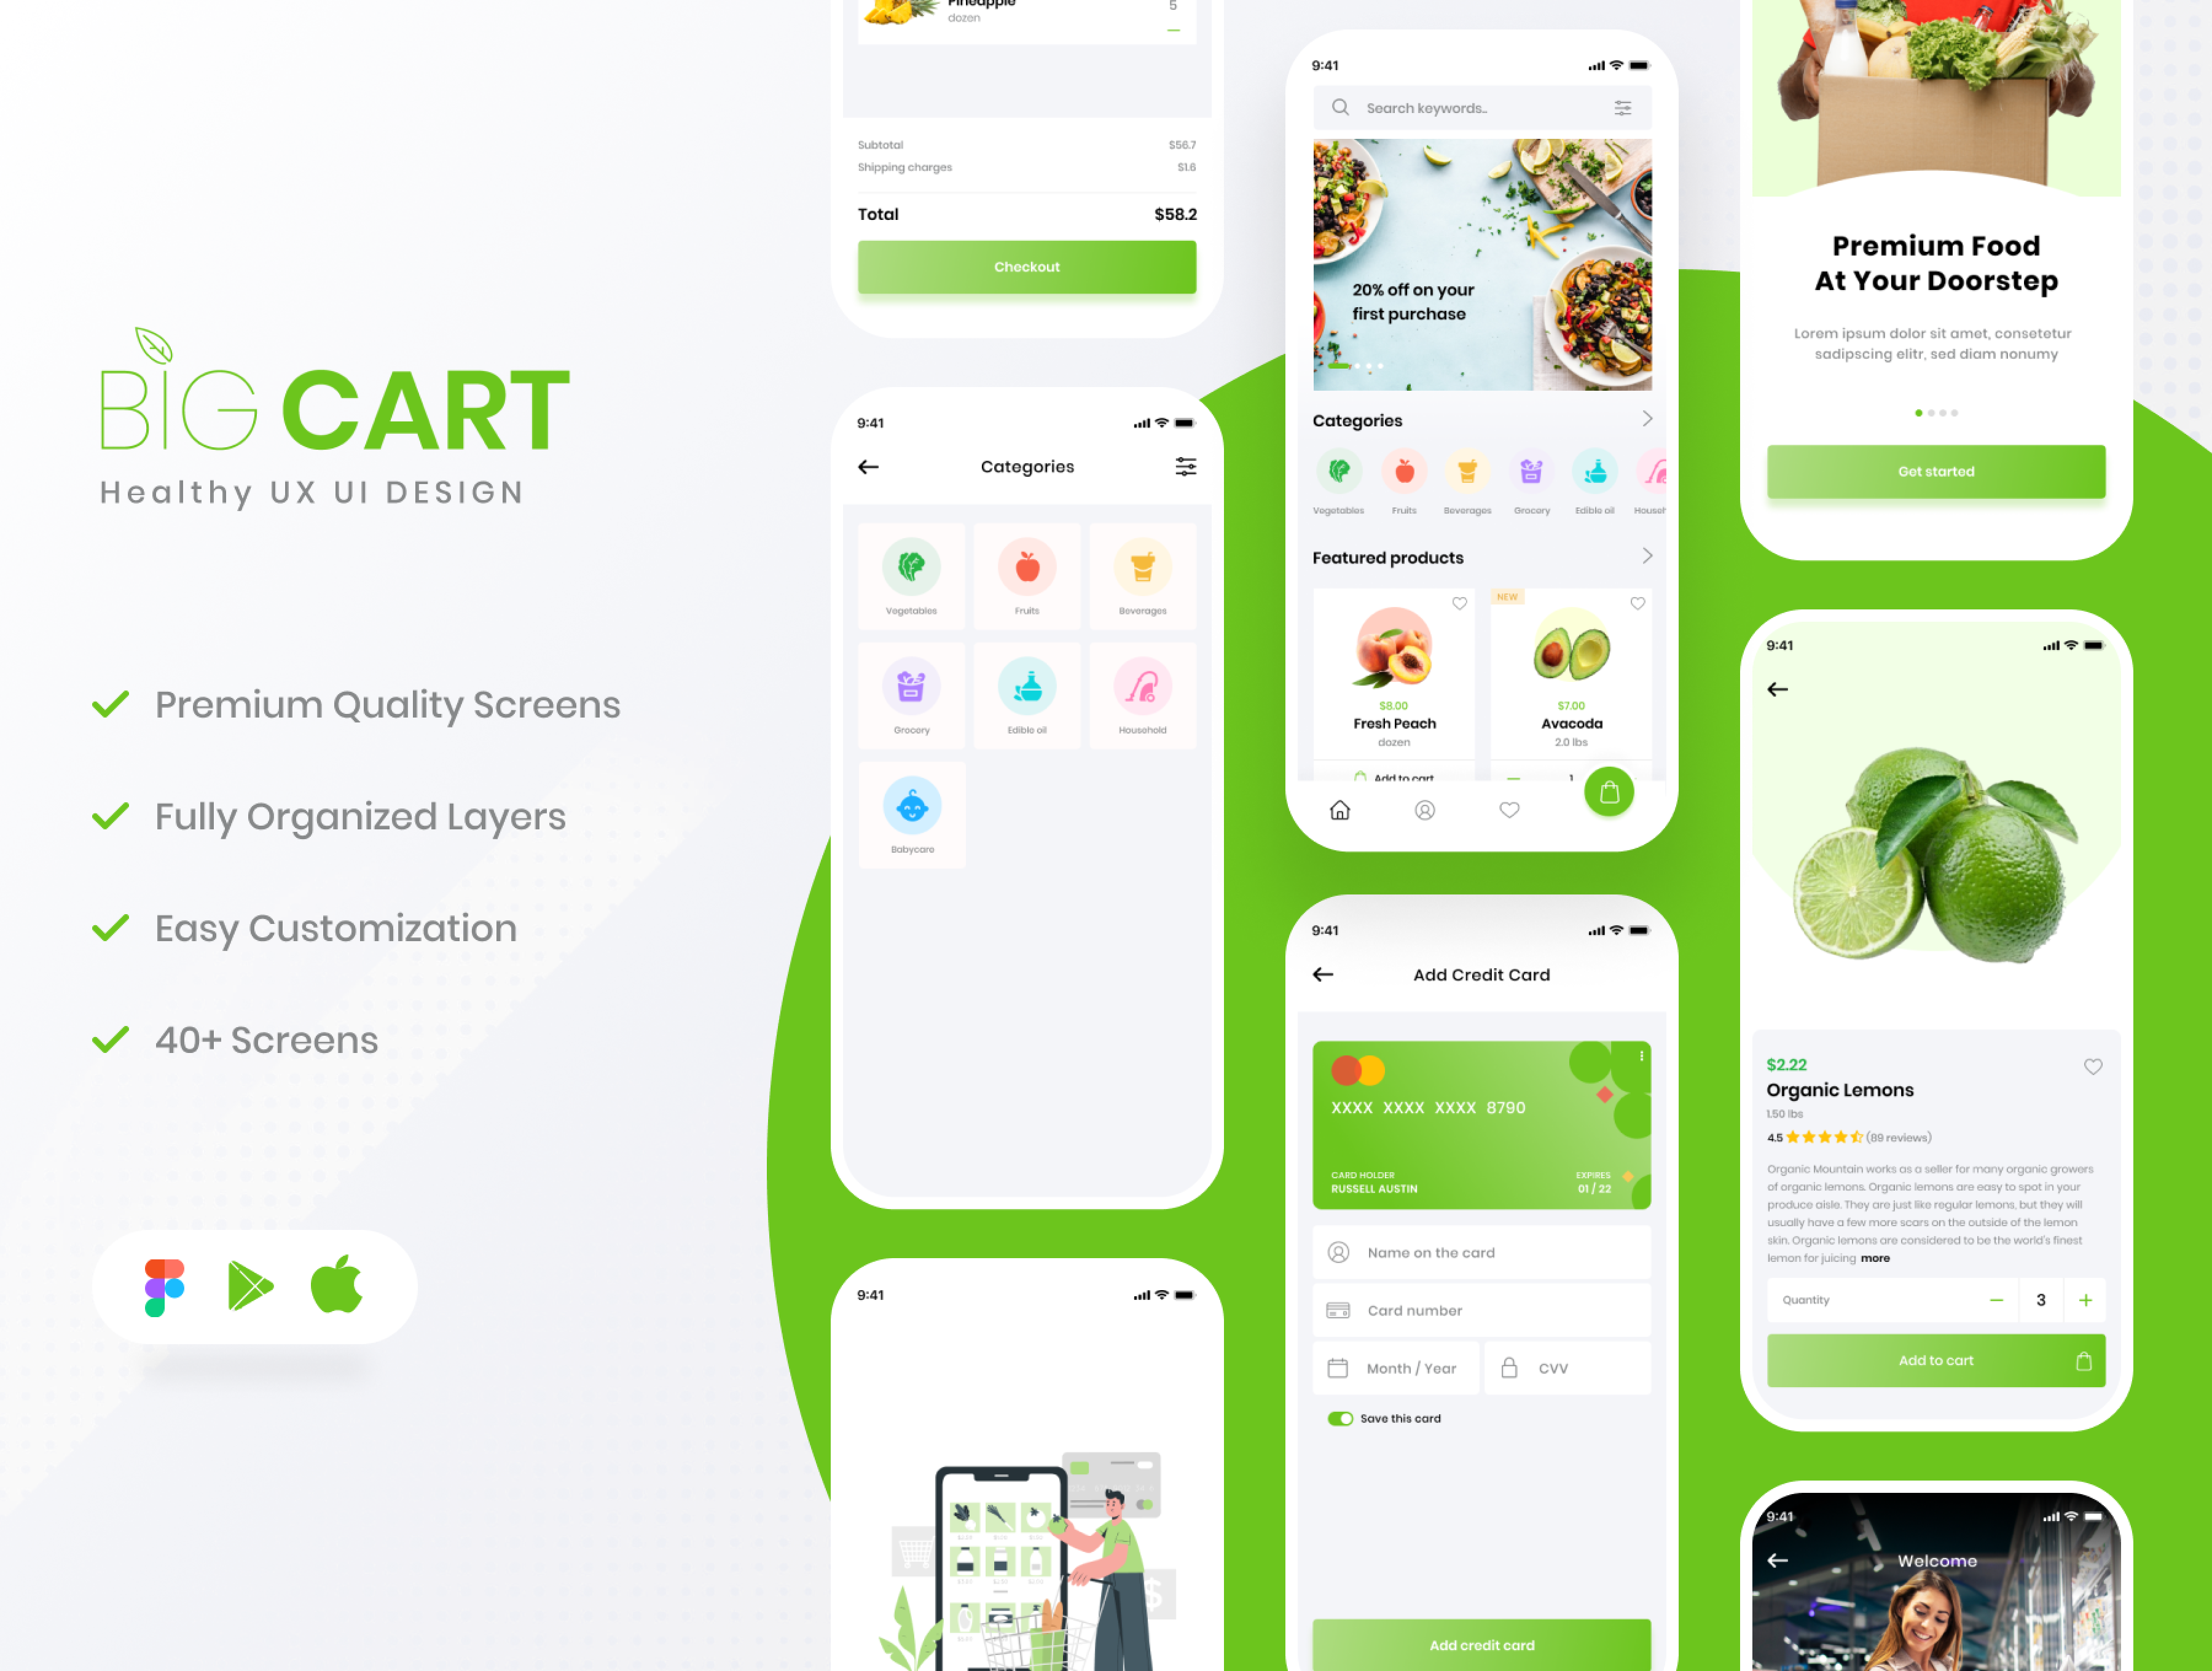 BIG CART
Healthy UX UI DESIGN
Premium Quality Screens
Fully Organized Layers
Easy Customization
40+ Screens
Pineapple
dozen
5
Subtotal
$56.7
Shipping charges
$1.6
Total
$58.2
Checkout
9:41
Categories
Vegetables
Fruits
Beverages
Grocery
Edible oil
Household
Babycare
9:41
9:41
Search keywords..
20% off on your
first purchase
Categories
Vegetables
Fruits
Beverages
Grocery
Edible oil
Househ
Featured products
$8.00
Fresh Peach
dozen
Add to cart
NEW
$7.00
Avacoda
2.0 lbs
1
9:41
Add Credit Card
XXXX XXXX XXXX 8790
CARD HOLDER
RUSSELL AUSTIN
EXPIRES
01 / 22
Name on the card
Card number
Month / Year
CVV
Save this card
Add credit card
Premium Food
At Your Doorstep
Lorem ipsum dolor sit amet, consetetur
sadipscing elitr, sed diam nonumy
Get started
9:41
$2.22
Organic Lemons
1.50 lbs
4.5 (89 reviews)
Organic Mountain works as a seller for many organic growers
of organic lemons. Organic lemons are easy to spot in your
produce aisle. They are just like regular lemons, but they will
usually have a few more scars on the outside of the lemon
skin. Organic lemons are considered to be the world's finest
lemon for juicing more
Quantity
3
Add to cart
9:41
Welcome